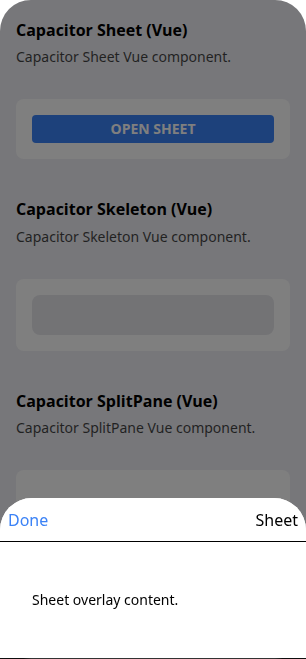 Capacitor Sheet (Vue)
Capacitor Sheet Vue component.
OPEN SHEET
Capacitor Skeleton (Vue)
Capacitor Skeleton Vue component.
Capacitor SplitPane (Vue)
Capacitor SplitPane Vue component.
Done Sheet
Sheet overlay content.